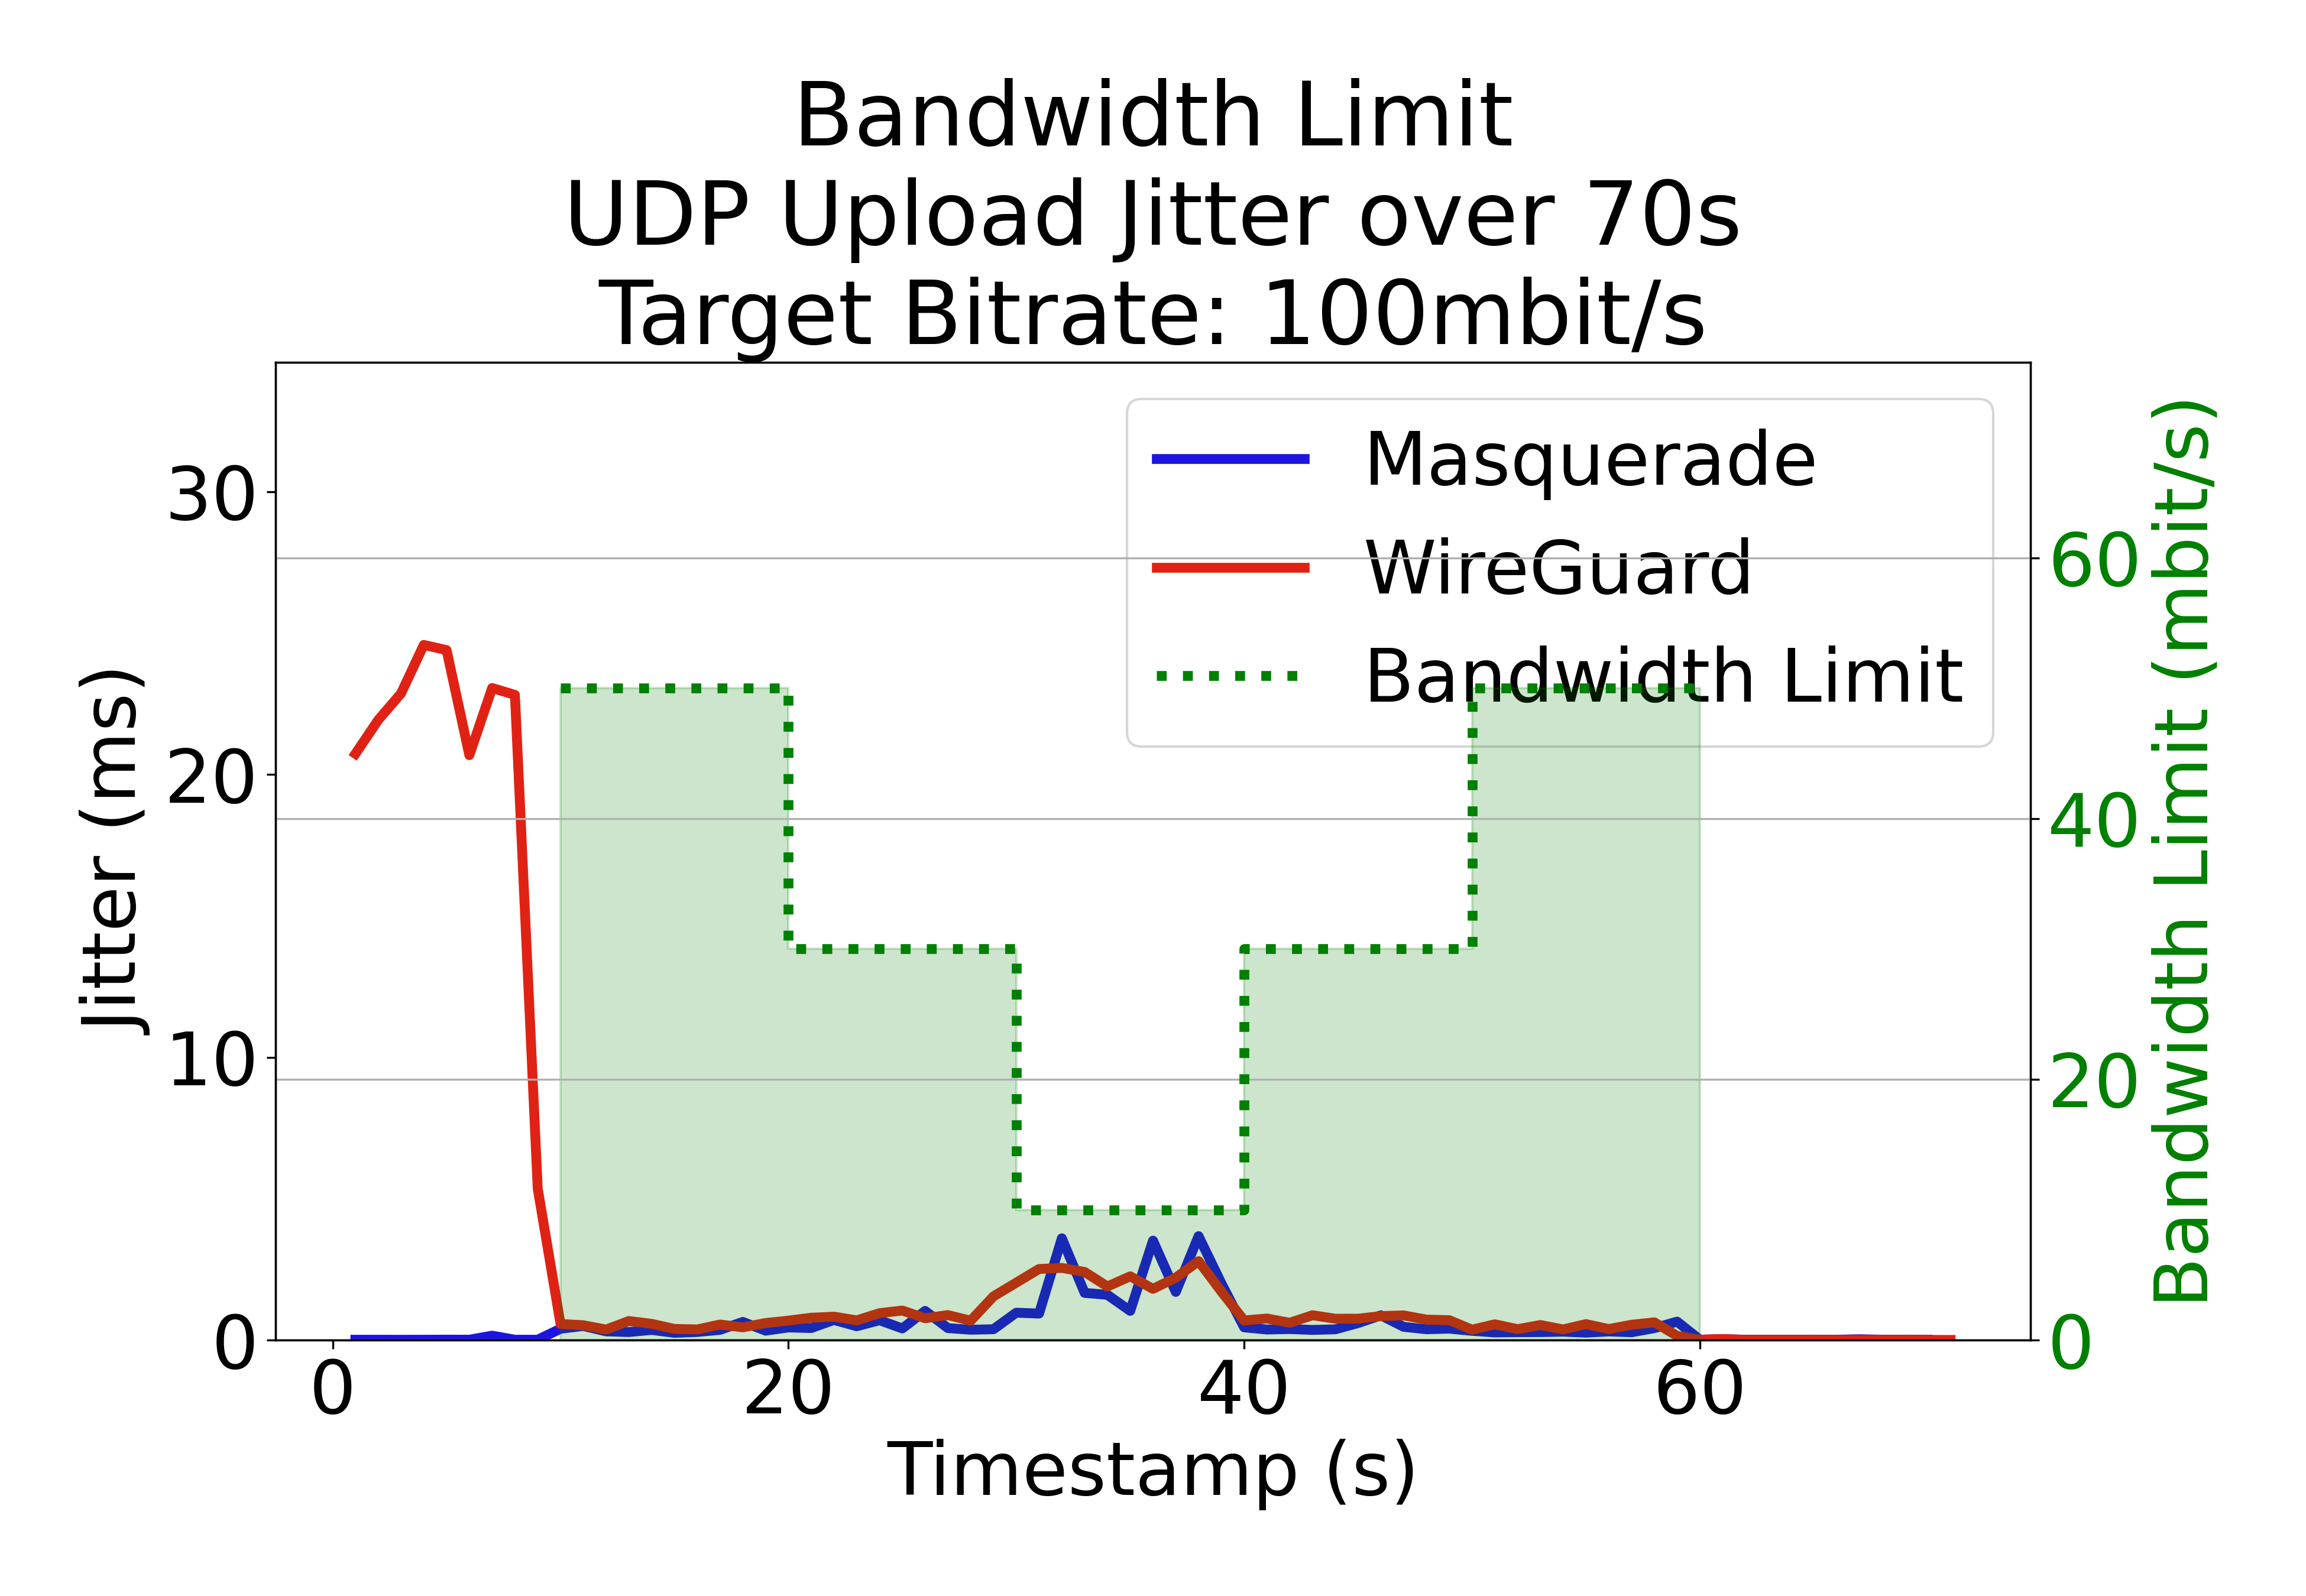 Bandwidth Limit
UDP Upload Jitter over 70s
Target Bitrate: 100mbit/s
Masquerade
WireGuard
Bandwidth Limit
Jitter (ms)
30
20
10
0
Bandwidth Limit (mbit/s)
60
40
20
0
0 20 40 60
Timestamp (s)